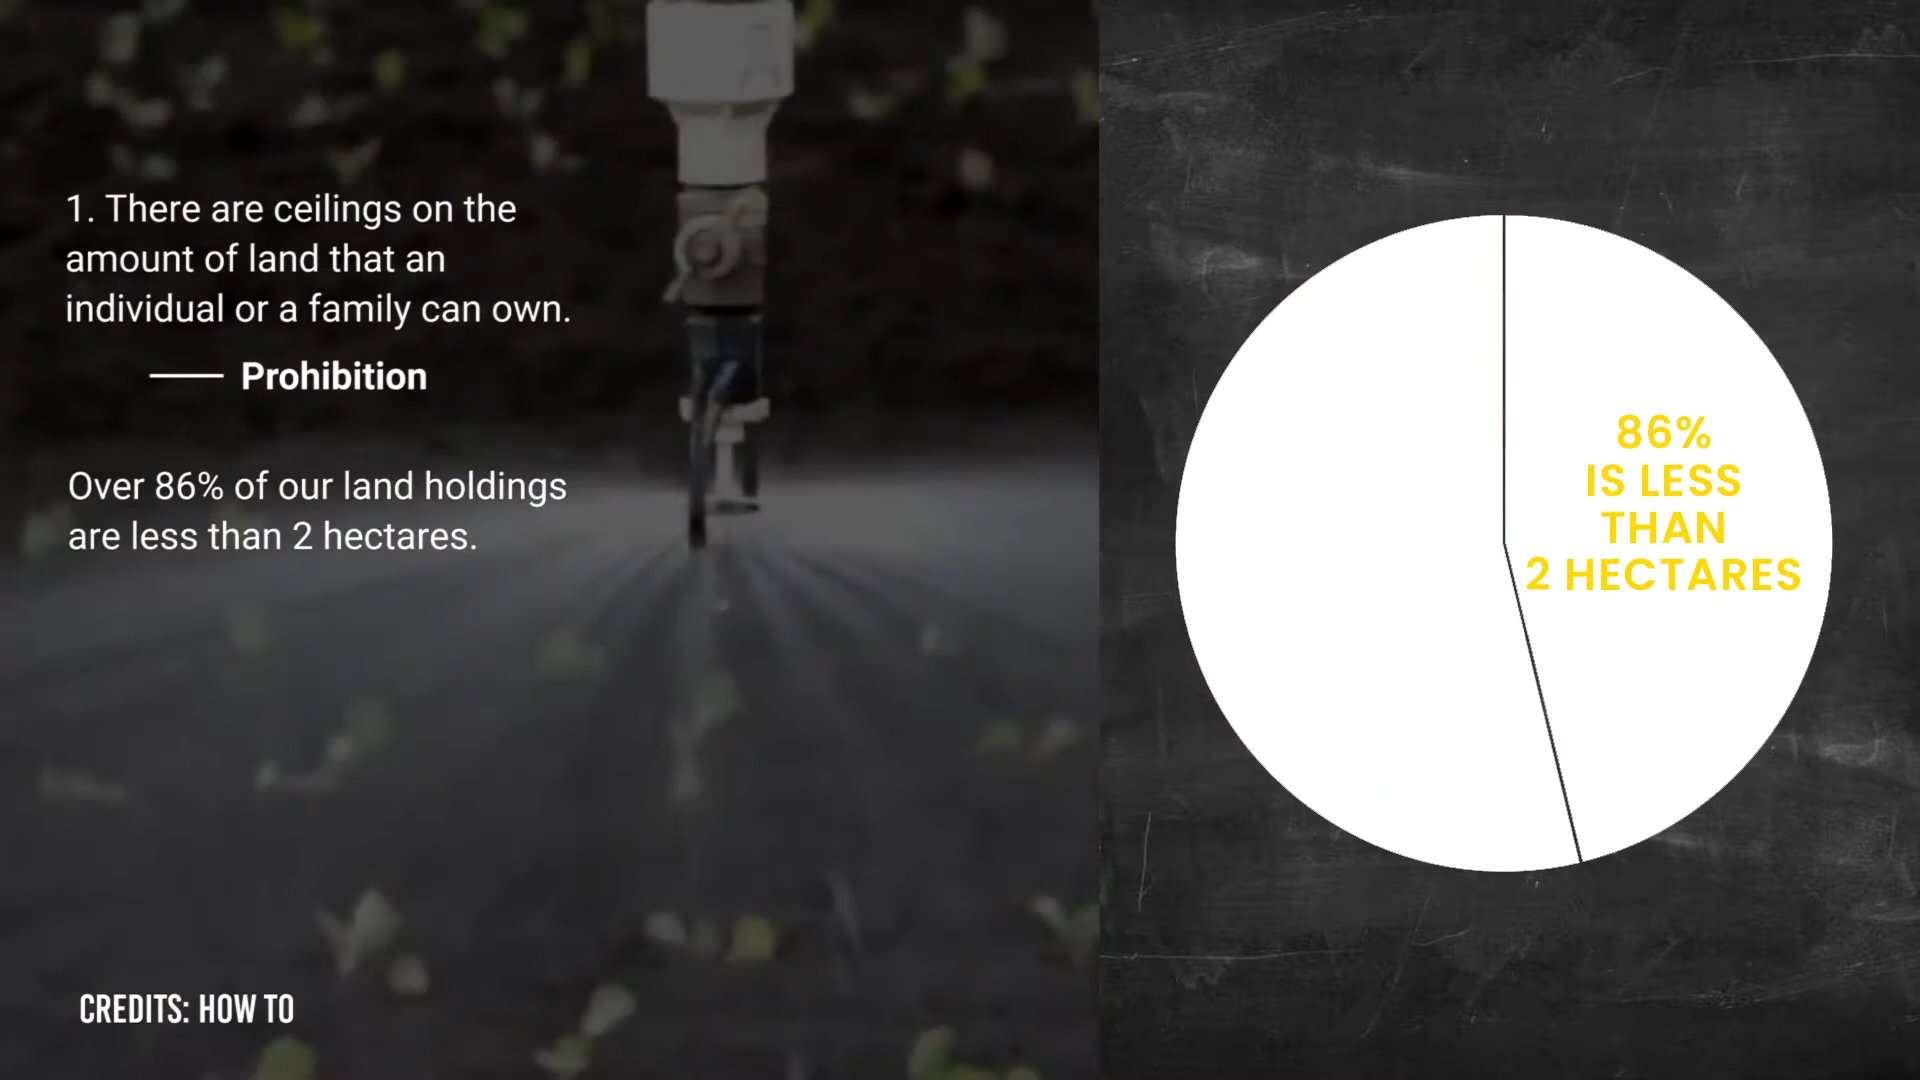 1. There are ceilings on the
amount of land that an
individual or a family can own.
Prohibition
Over 86% of our land holdings
are less than 2 hectares.
CREDITS: HOW TO
86%
IS LESS
THAN
2 HECTARES